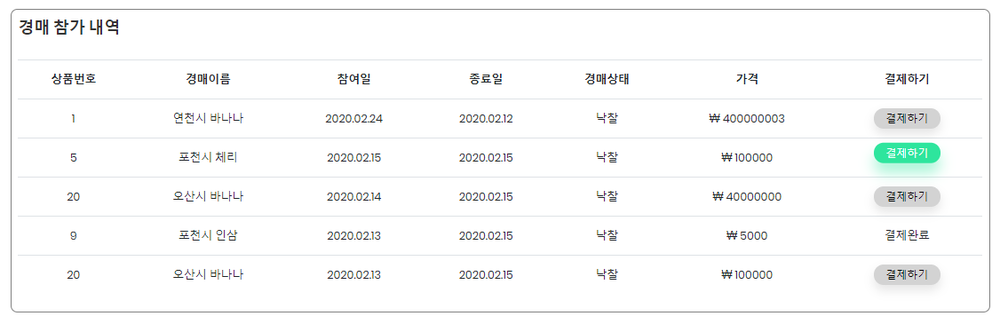 경매 참가 내역
상품번호 경매이름 참여일 종료일 경매상태 가격 결제하기
1 연천시 바나나 2020.02.24 2020.02.12 낙찰 ₩ 400000003 결제하기
5 포천시 체리 2020.02.15 2020.02.15 낙찰 ₩ 100000 결제하기
20 오산시 바나나 2020.02.14 2020.02.15 낙찰 ₩ 40000000 결제하기
9 포천시 인삼 2020.02.13 2020.02.15 낙찰 ₩ 5000 결제완료
20 오산시 바나나 2020.02.13 2020.02.15 낙찰 ₩ 100000 결제하기